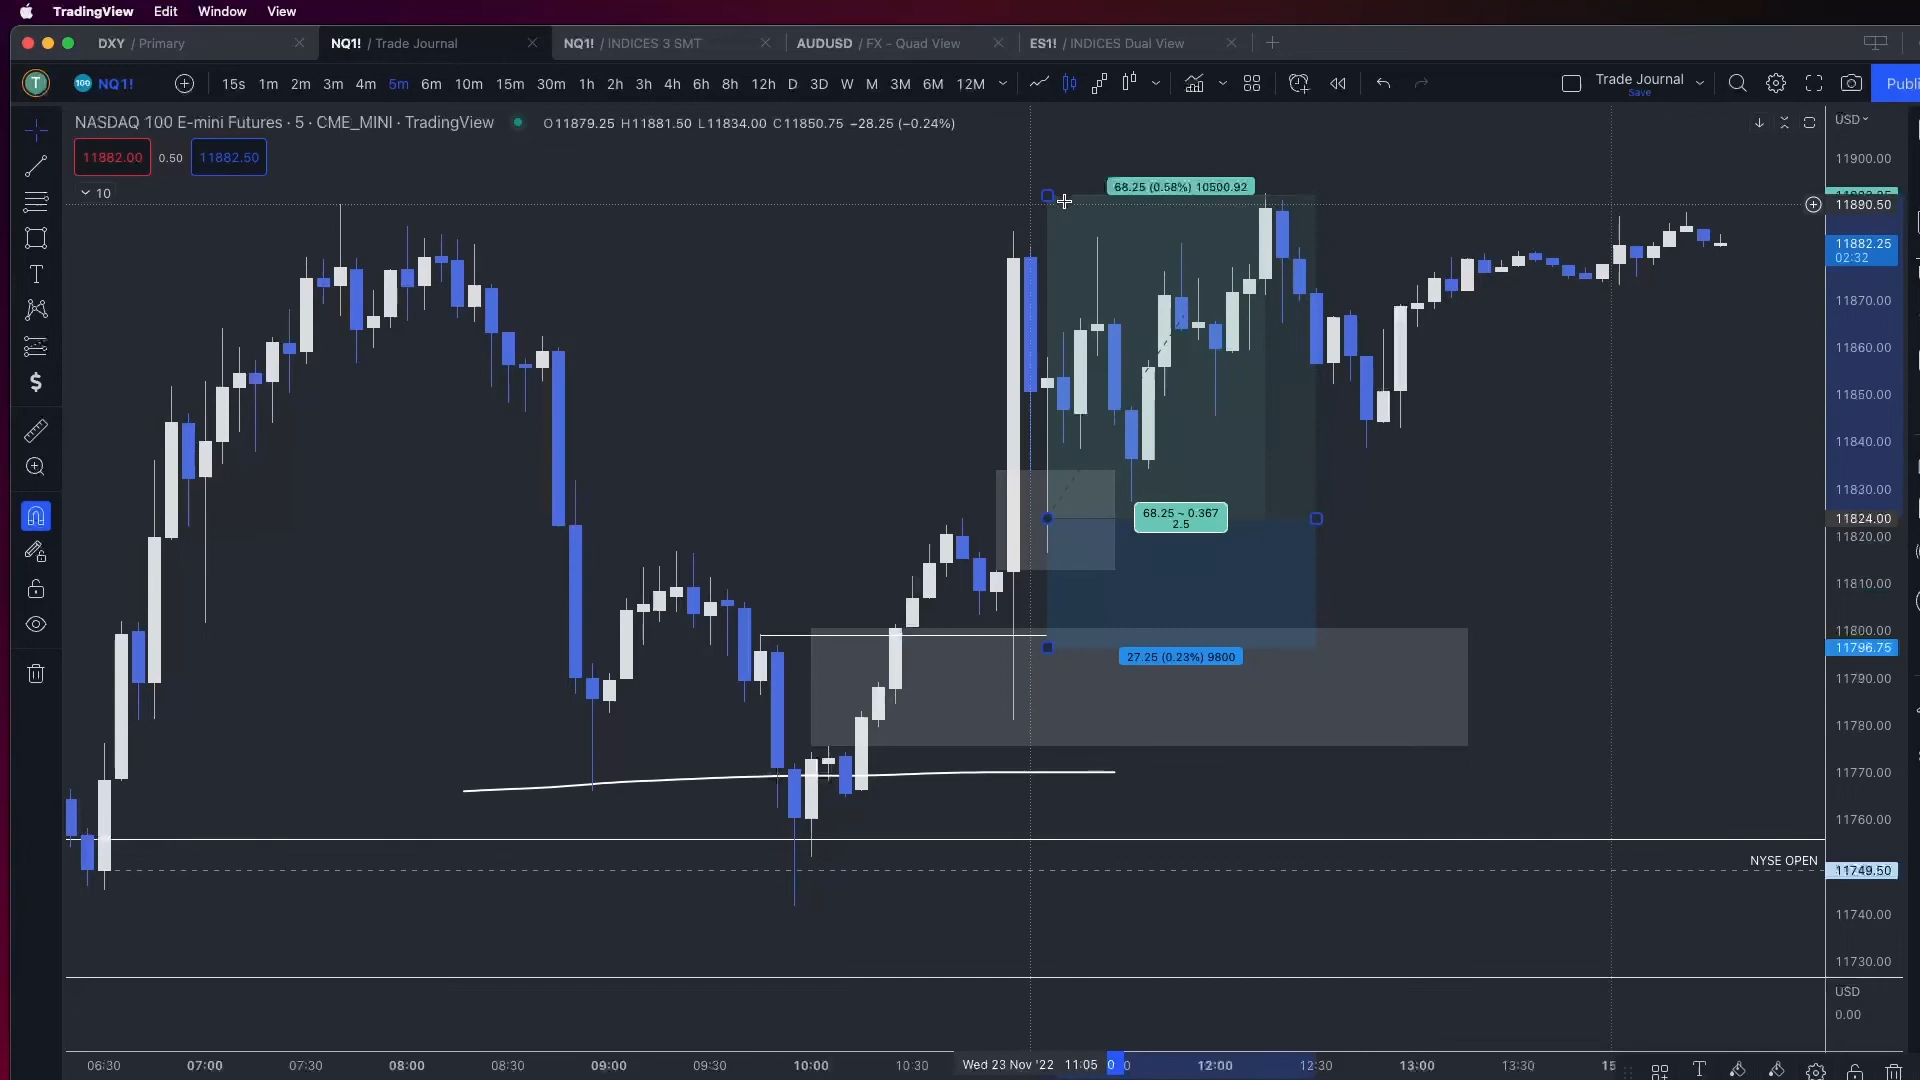 TradingView Edit Window View
DXY / Primary
NQ1! / Trade Journal
NQ1! / INDICES 3 SMT
AUDUSD / FX - Quad View
ES1! / INDICES Dual View
T
100 NQ1!
15s 1m 2m 3m 4m 5m 6m 10m 15m 30m 1h 2h 3h 4h 6h 8h 12h D 3D W M 3M 6M 12M
Trade Journal
Save
Publi
NASDAQ 100 E-mini Futures · 5 · CME_MINI · TradingView
O11879.25 H11881.50 L11834.00 C11850.75 −28.25 (−0.24%)
USD
11882.00 0.50 11882.50
10
68.25 (0.58%) 10500.92
68.25 ~ 0.367
2.5
27.25 (0.23%) 9800
NYSE OPEN
11900.00
11890.50
11882.25
02:32
11870.00
11860.00
11850.00
11840.00
11830.00
11824.00
11820.00
11810.00
11800.00
11796.75
11790.00
11780.00
11770.00
11760.00
11749.50
11740.00
11730.00
USD
0.00
06:30 07:00 07:30 08:00 08:30 09:00 09:30 10:00 10:30 Wed 23 Nov '22 11:05 12:00 12:30 13:00 13:30 15